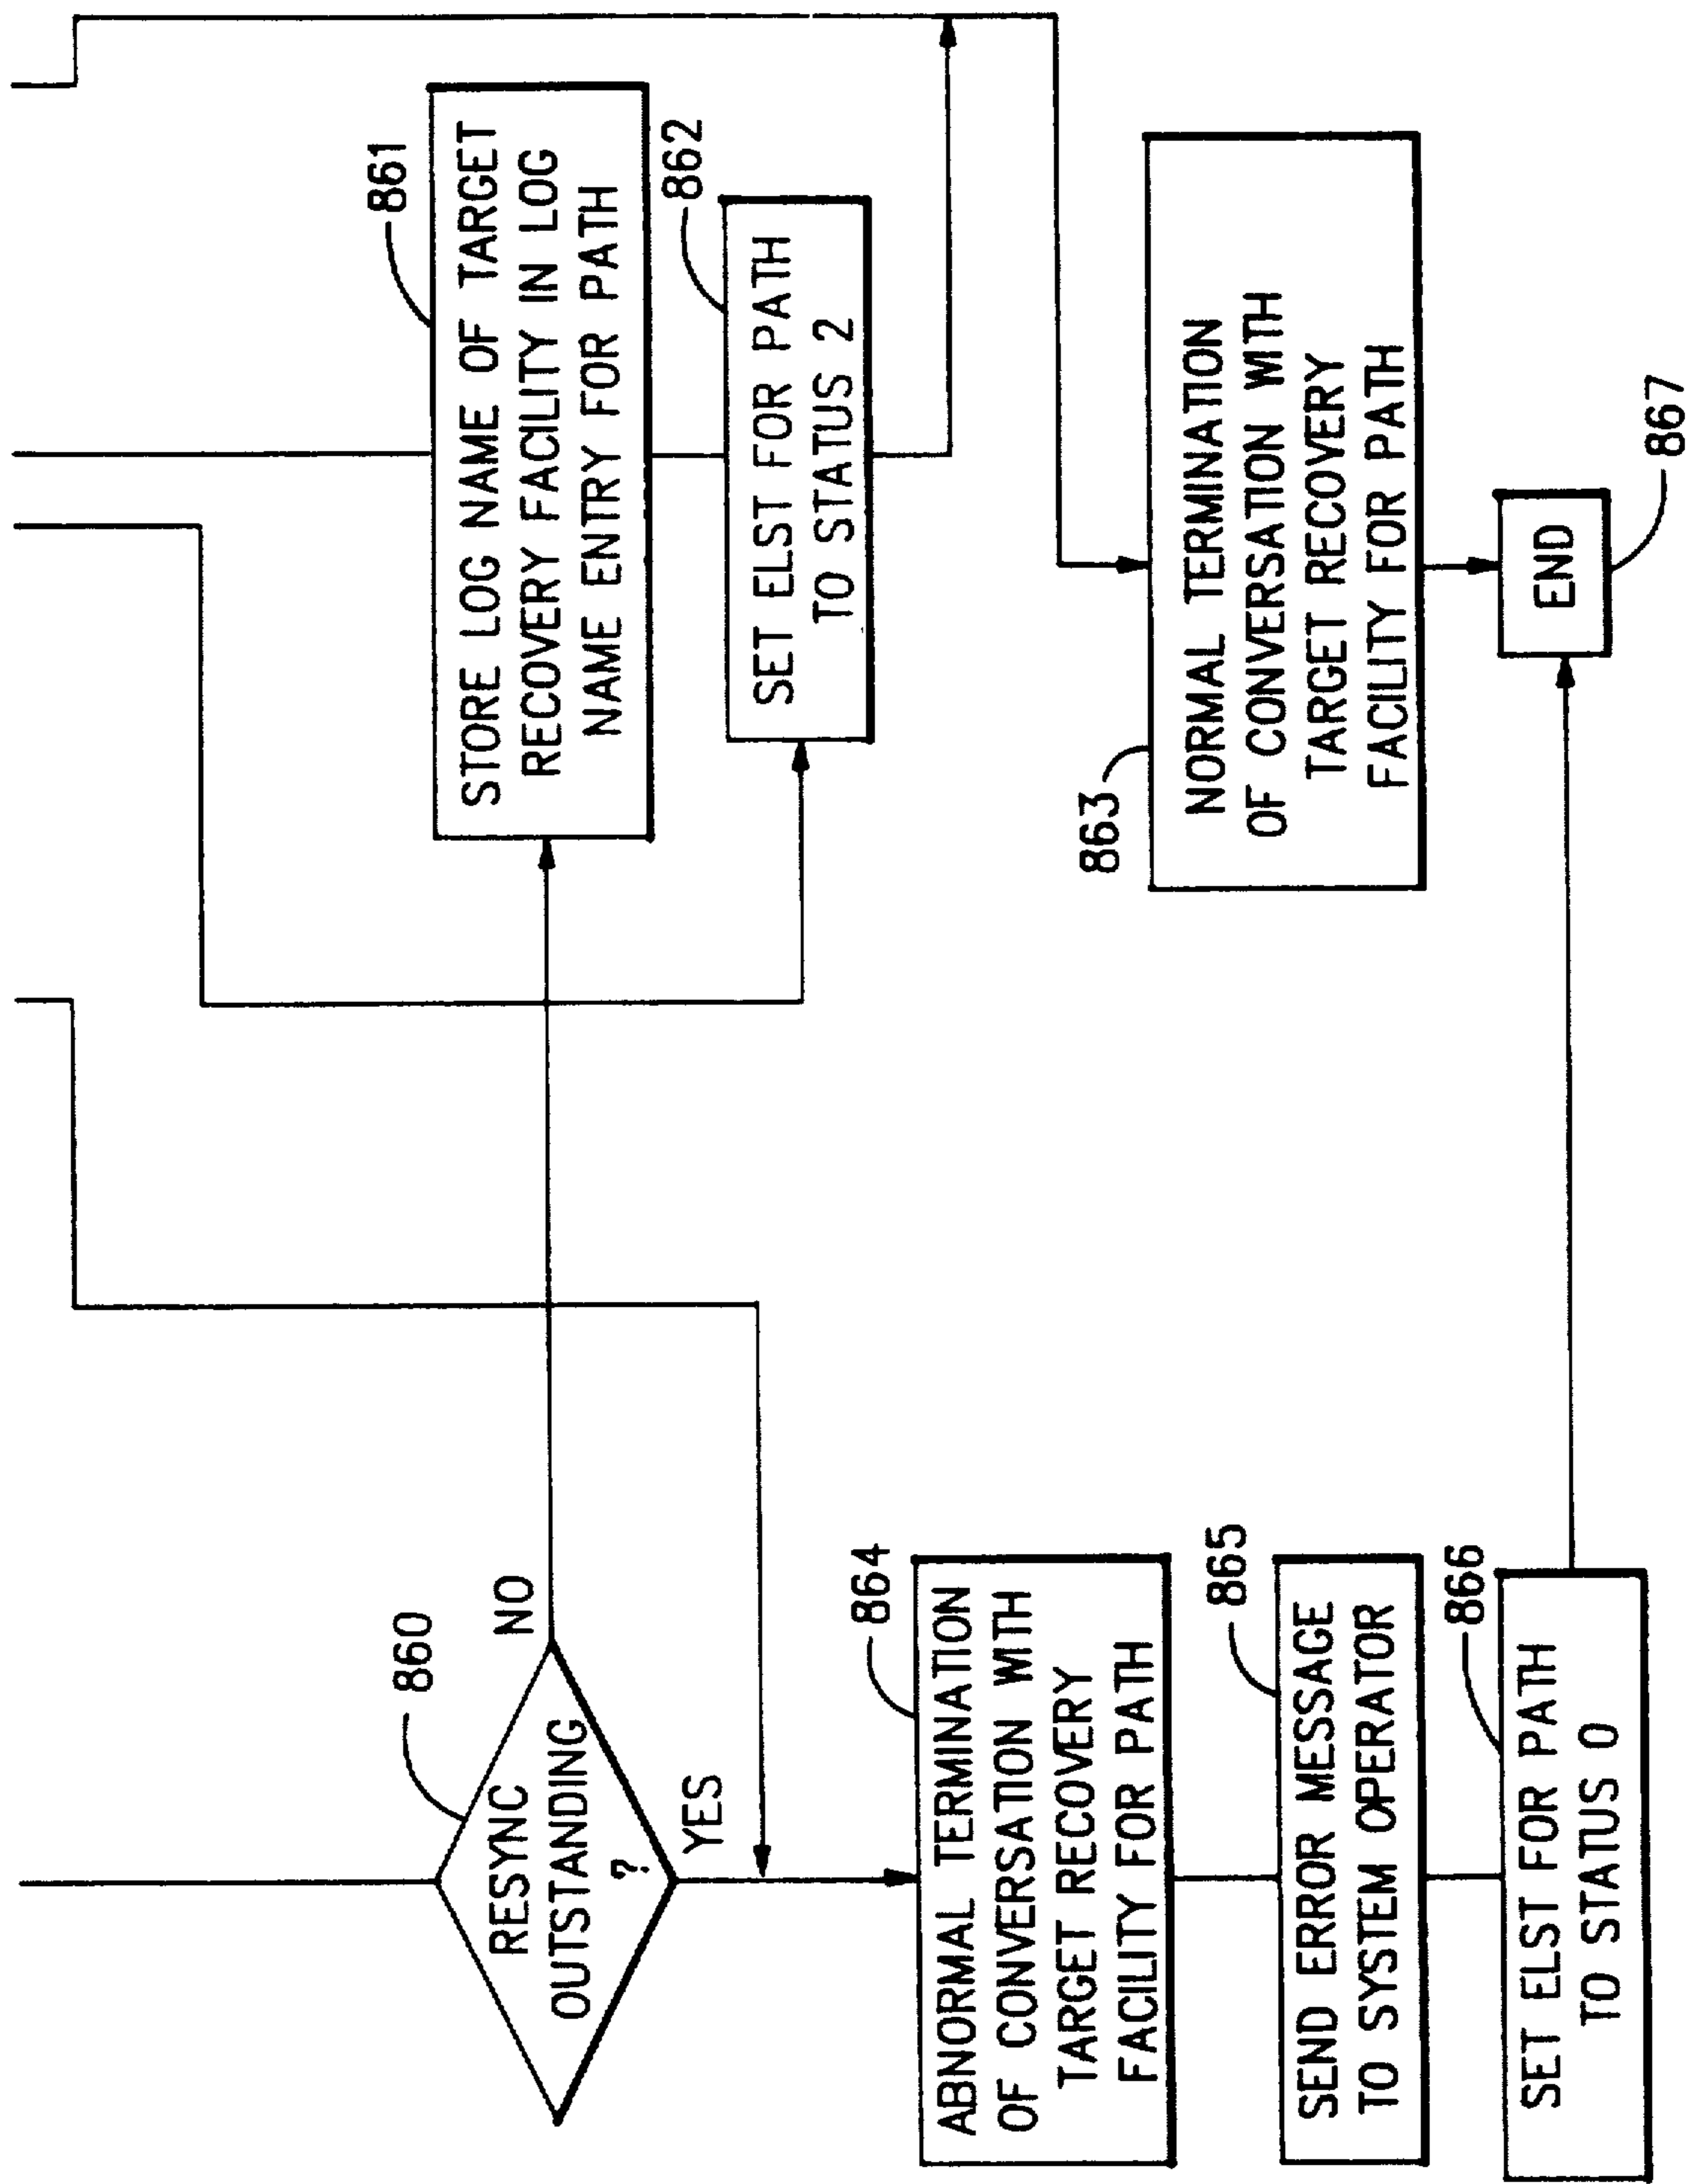 860
RESYNC
OUTSTANDING
?
NO
YES
861
STORE LOG NAME OF TARGET
RECOVERY FACILITY IN LOG
NAME ENTRY FOR PATH
862
SET ELST FOR PATH
TO STATUS 2
863
NORMAL TERMINATION
OF CONVERSATION WITH
TARGET RECOVERY
FACILITY FOR PATH
864
ABNORMAL TERMINATION
OF CONVERSATION WITH
TARGET RECOVERY
FACILITY FOR PATH
865
SEND ERROR MESSAGE
TO SYSTEM OPERATOR
866
SET ELST FOR PATH
TO STATUS 0
END
867